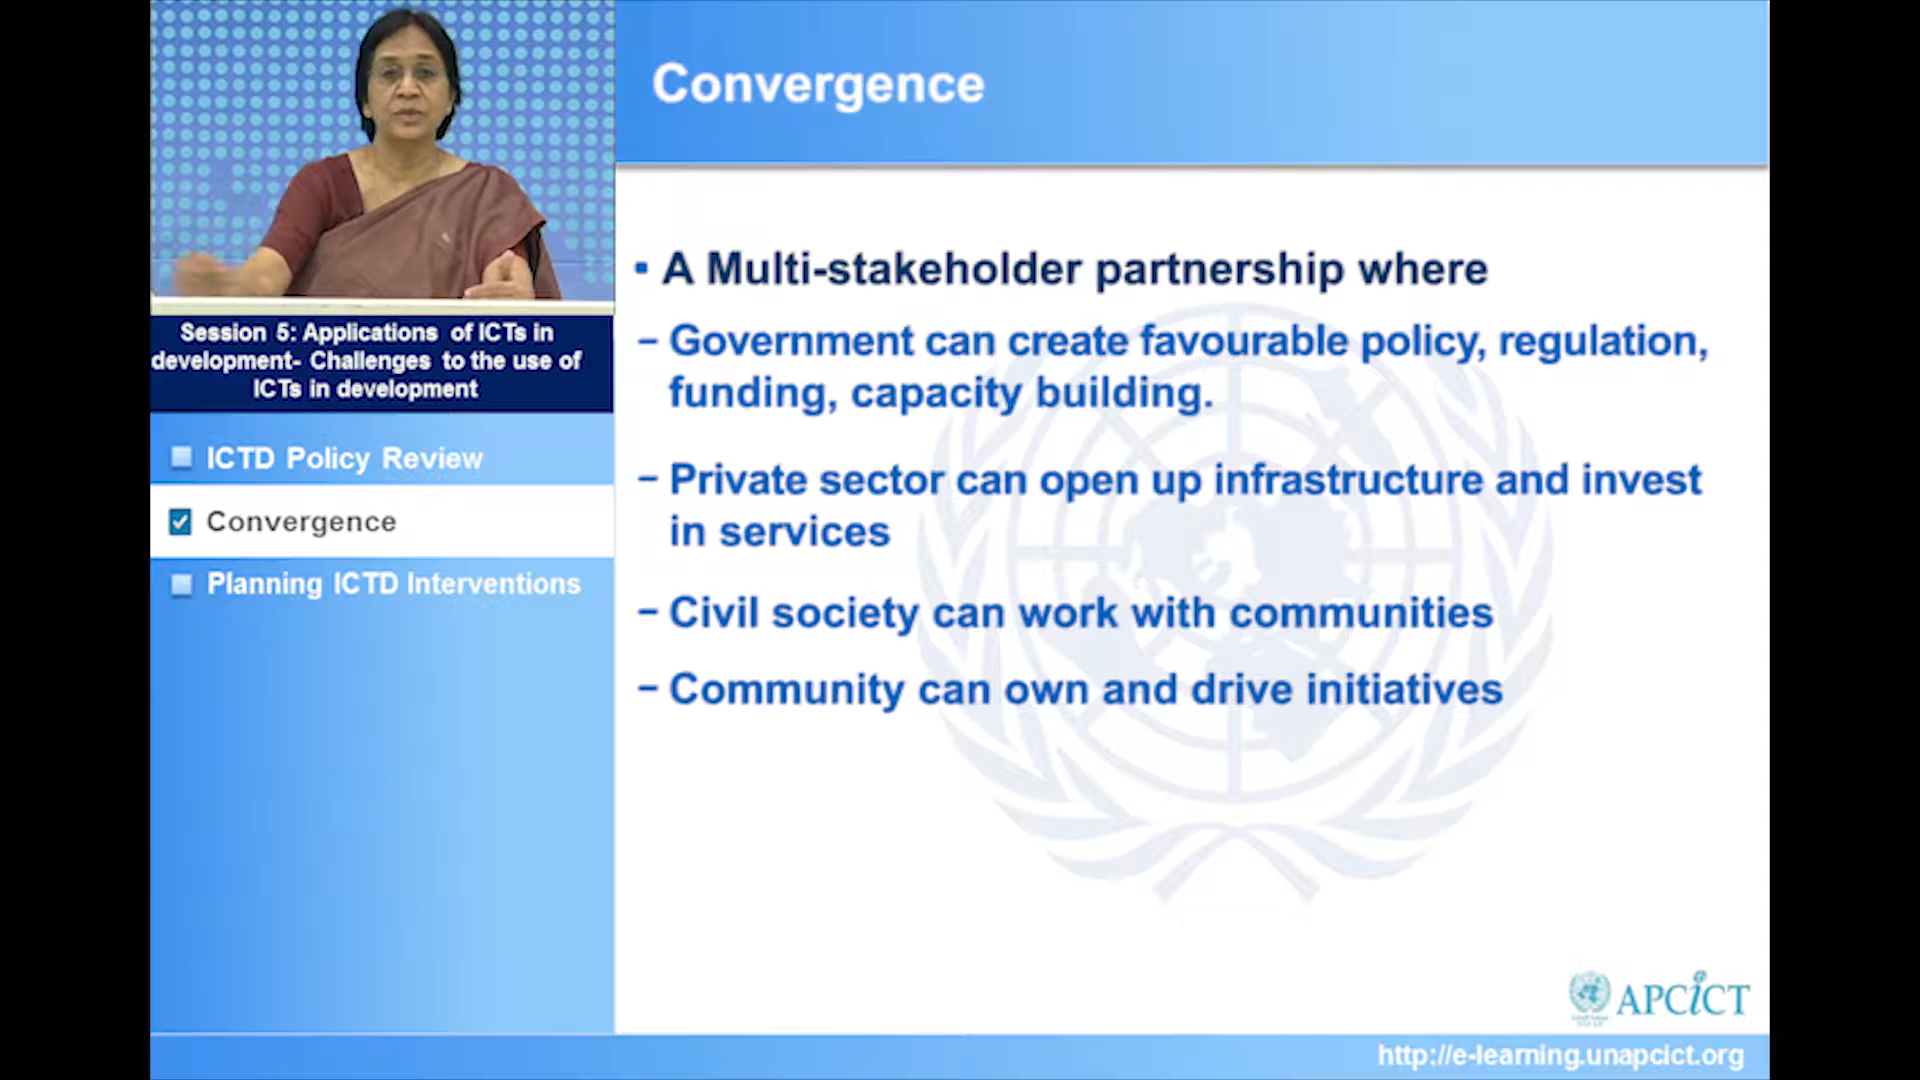 Convergence
Session 5: Applications of ICTs in
development- Challenges to the use of
ICTs in development
ICTD Policy Review
Convergence
Planning ICTD Interventions
▪ A Multi-stakeholder partnership where
– Government can create favourable policy, regulation,
funding, capacity building.
– Private sector can open up infrastructure and invest
in services
– Civil society can work with communities
– Community can own and drive initiatives
APCiCT
http://e-learning.unapcict.org